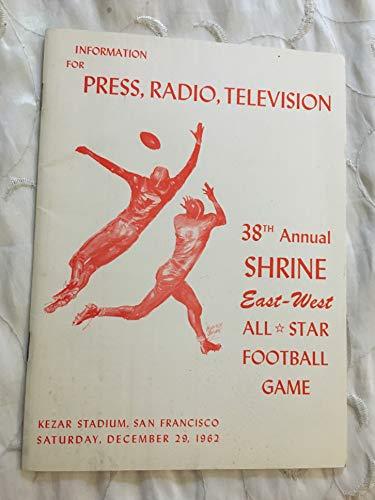 INFORMATION
FOR
PRESS, RADIO, TELEVISION
38TH Annual
SHRINE
East-West
ALL ☆ STAR
FOOTBALL
GAME
KEZAR STADIUM, SAN FRANCISCO
SATURDAY, DECEMBER 29, 1962